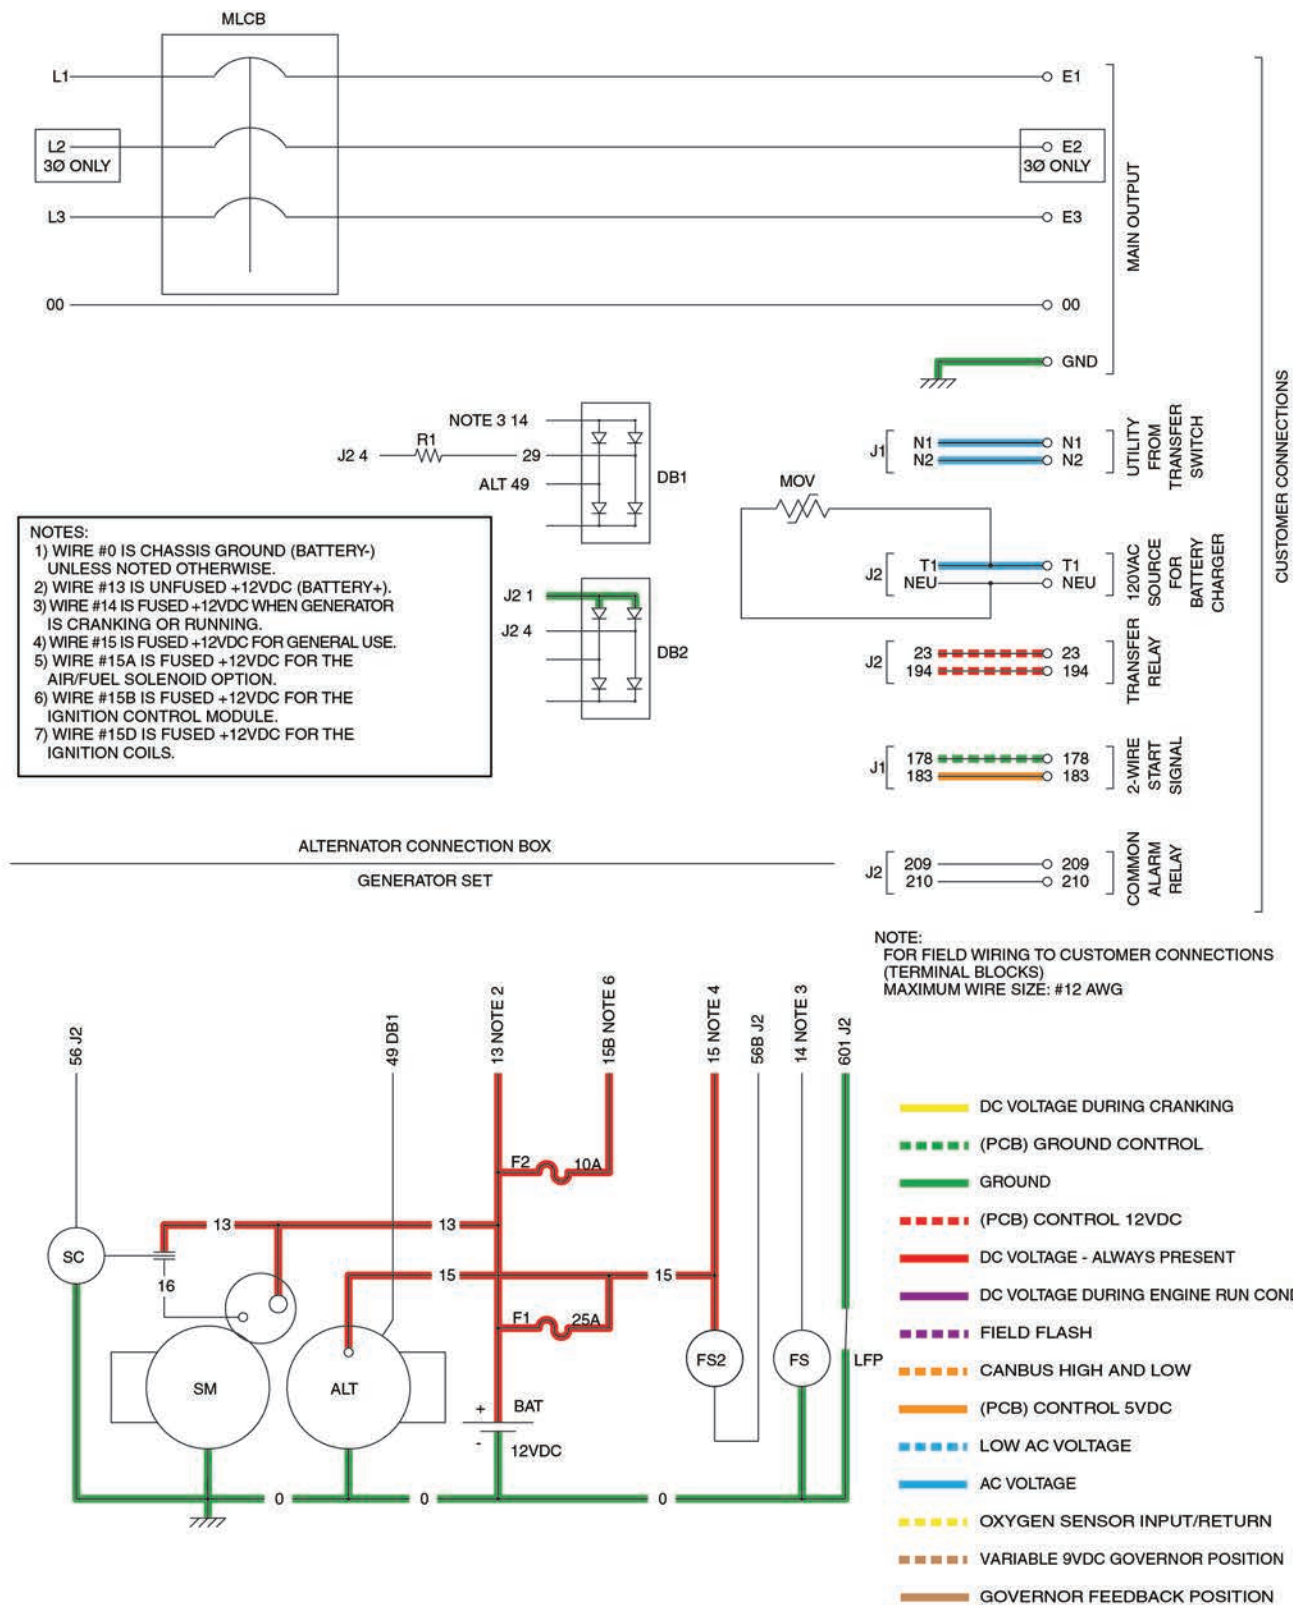 MLCB
L1
E1
L2
3Ø ONLY
E2
3Ø ONLY
L3
E3
00
00
GND
MAIN OUTPUT
CUSTOMER CONNECTIONS
NOTE 3 14
J2 4
R1
29
ALT 49
DB1
J1
N1
N2
N1
N2
UTILITY
FROM
TRANSFER
SWITCH
MOV
J2
T1
NEU
T1
NEU
120VAC
SOURCE
FOR
BATTERY
CHARGER
NOTES:
1) WIRE #0 IS CHASSIS GROUND (BATTERY-)
UNLESS NOTED OTHERWISE.
2) WIRE #13 IS UNFUSED +12VDC (BATTERY+).
3) WIRE #14 IS FUSED +12VDC WHEN GENERATOR
IS CRANKING OR RUNNING.
4) WIRE #15 IS FUSED +12VDC FOR GENERAL USE.
5) WIRE #15A IS FUSED +12VDC FOR THE
AIR/FUEL SOLENOID OPTION.
6) WIRE #15B IS FUSED +12VDC FOR THE
IGNITION CONTROL MODULE.
7) WIRE #15D IS FUSED +12VDC FOR THE
IGNITION COILS.
J2 1
J2 4
DB2
J2
23
194
23
194
TRANSFER
RELAY
J1
178
183
178
183
2-WIRE
START
SIGNAL
J2
209
210
209
210
COMMON
ALARM
RELAY
ALTERNATOR CONNECTION BOX
GENERATOR SET
NOTE:
FOR FIELD WIRING TO CUSTOMER CONNECTIONS
(TERMINAL BLOCKS)
MAXIMUM WIRE SIZE: #12 AWG
56 J2
49 DB1
13 NOTE 2
15B NOTE 6
15 NOTE 4
56B J2
14 NOTE 3
601 J2
F2
10A
13
13
SC
16
15
15
F1
25A
SM
ALT
+
BAT
-
12VDC
FS2
FS
LFP
0
0
0
DC VOLTAGE DURING CRANKING
(PCB) GROUND CONTROL
GROUND
(PCB) CONTROL 12VDC
DC VOLTAGE - ALWAYS PRESENT
DC VOLTAGE DURING ENGINE RUN COND
FIELD FLASH
CANBUS HIGH AND LOW
(PCB) CONTROL 5VDC
LOW AC VOLTAGE
AC VOLTAGE
OXYGEN SENSOR INPUT/RETURN
VARIABLE 9VDC GOVERNOR POSITION
GOVERNOR FEEDBACK POSITION